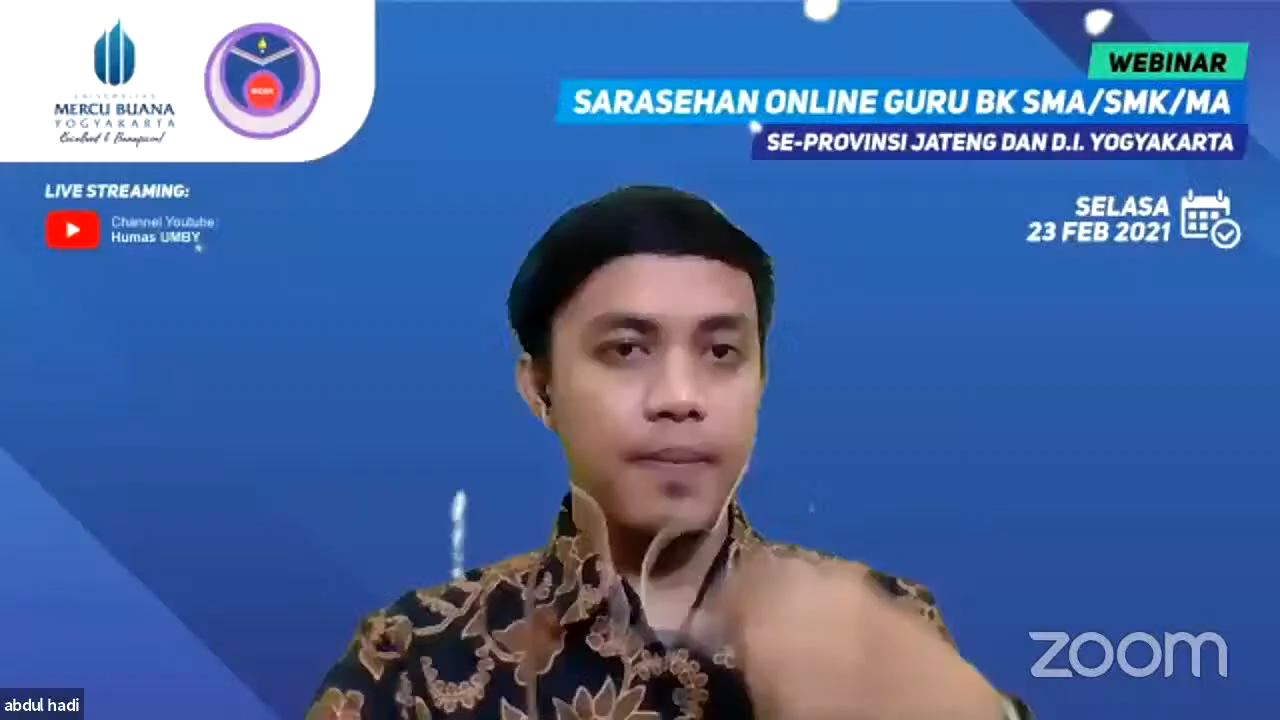 UNIVERSITAS
MERCU BUANA
YOGYAKARTA
LIVE STREAMING:
Channel Youtube:
Humas UMBY
WEBINAR
SARASEHAN ONLINE GURU BK SMA/SMK/MA
SE-PROVINSI JATENG DAN D.I. YOGYAKARTA
SELASA
23 FEB 2021
zoom
abdul hadi